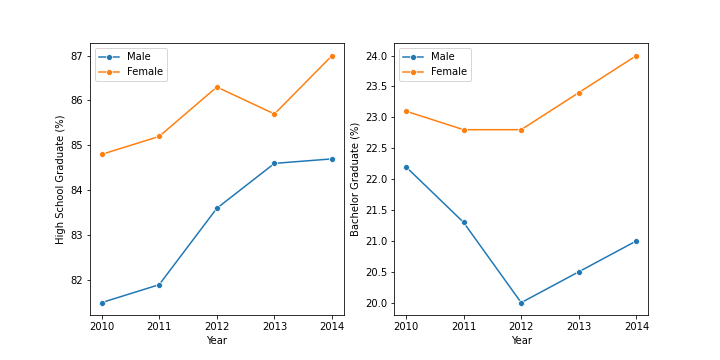 Male
Female
87
86
85
84
83
82
High School Graduate (%)
2010 2011 2012 2013 2014
Year
Male
Female
24.0
23.5
23.0
22.5
22.0
21.5
21.0
20.5
20.0
Bachelor Graduate (%)
2010 2011 2012 2013 2014
Year